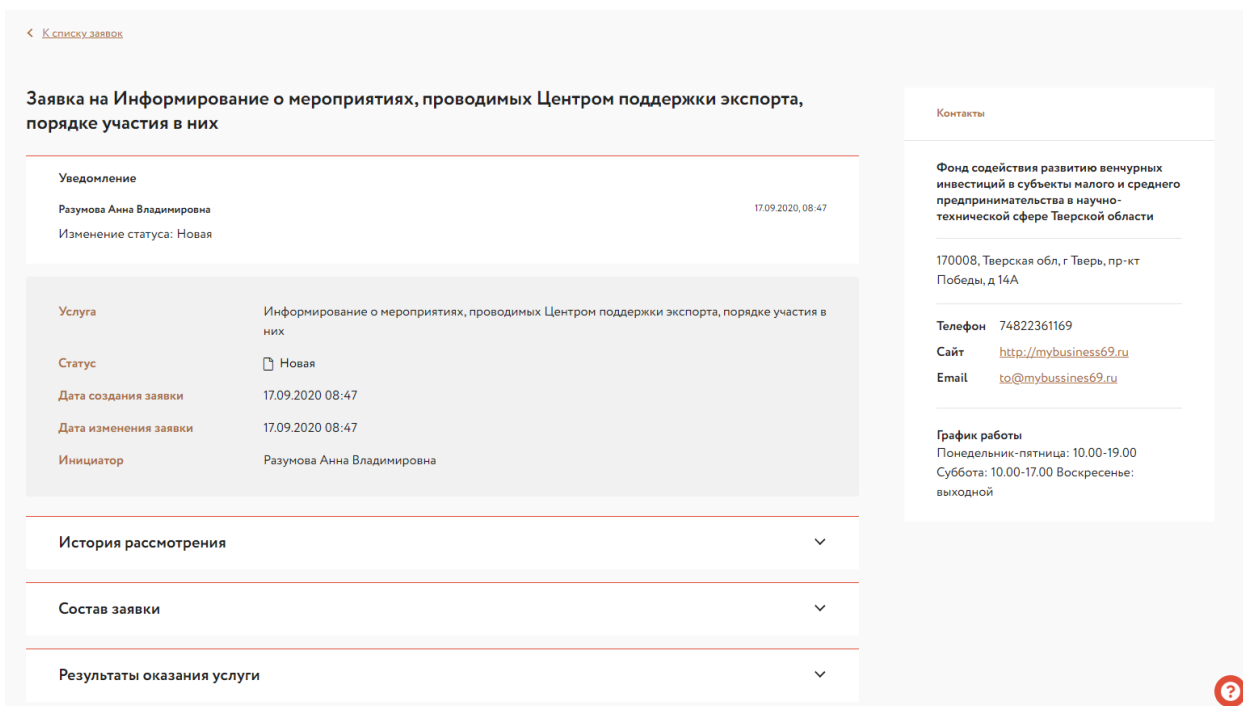 К списку заявок
Заявка на Информирование о мероприятиях, проводимых Центром поддержки экспорта,
порядке участия в них
Уведомление
Разумова Анна Владимировна 17.09.2020, 08:47
Изменение статуса: Новая
Услуга Информирование о мероприятиях, проводимых Центром поддержки экспорта, порядке участия в
них
Статус Новая
Дата создания заявки 17.09.2020 08:47
Дата изменения заявки 17.09.2020 08:47
Инициатор Разумова Анна Владимировна
История рассмотрения
Состав заявки
Результаты оказания услуги
Контакты
Фонд содействия развитию венчурных
инвестиций в субъекты малого и среднего
предпринимательства в научно-
технической сфере Тверской области
170008, Тверская обл, г Тверь, пр-кт
Победы, д 14А
Телефон 74822361169
Сайт http://mybusiness69.ru
Email to@mybussines69.ru
График работы
Понедельник-пятница: 10.00-19.00
Суббота: 10.00-17.00 Воскресенье:
выходной
?